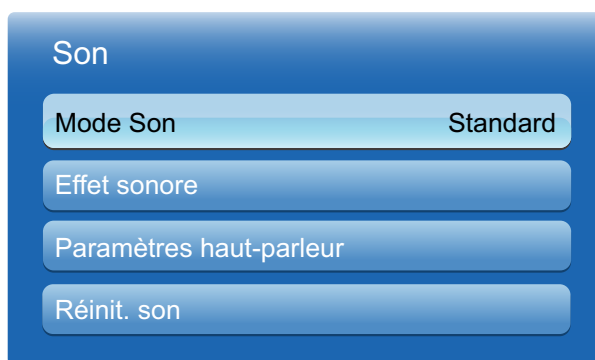 Son
Mode Son Standard
Effet sonore
Paramètres haut-parleur
Réinit. son